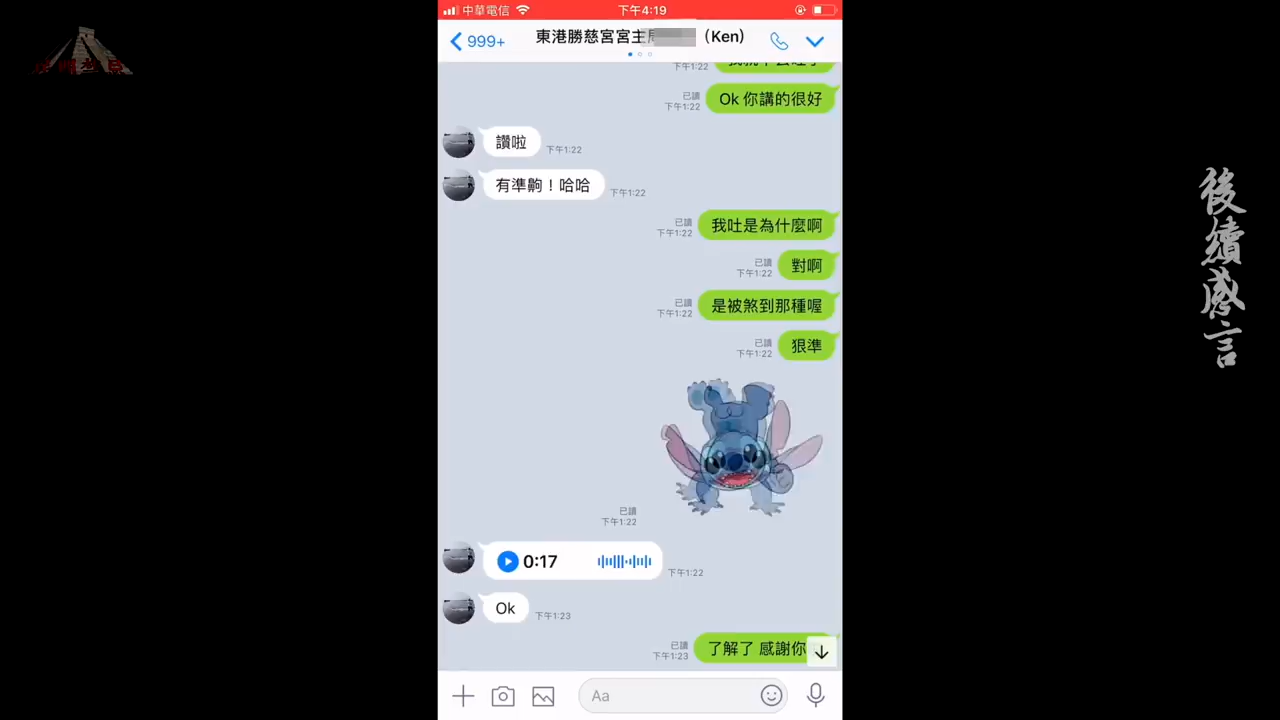 中華電信
下午4:19
999+
東港勝慈宮宮主
（Ken)
下午1:22
Ok 你講的很好
已讀
下午1:22
讚啦
下午1:22
有準齁！哈哈
下午1:22
我吐是為什麼啊
已讀
下午1:22
對啊
已讀
下午1:22
是被煞到那種喔
已讀
下午1:22
狠準
已讀
下午1:22
已讀
下午1:22
0:17
下午1:22
Ok
下午1:23
了解了 感謝你
已讀
下午1:23
Aa
後續感言